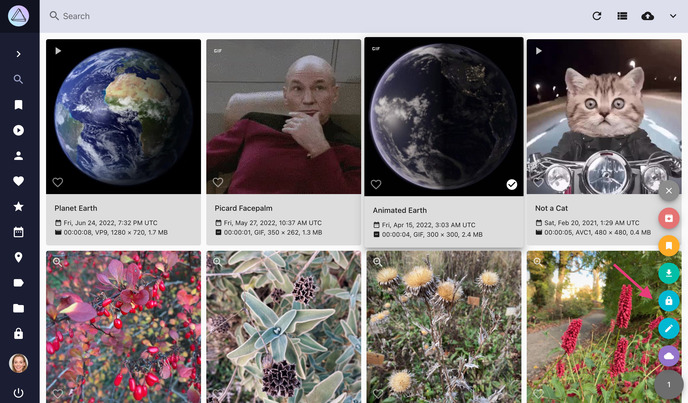 Search
GIF
GIF
Planet Earth
Fri, Jun 24, 2022, 7:32 PM UTC
00:00:08, VP9, 1280 × 720, 1.7 MB
Picard Facepalm
Fri, May 27, 2022, 10:37 AM UTC
00:00:01, GIF, 350 × 262, 1.3 MB
Animated Earth
Fri, Apr 15, 2022, 3:03 AM UTC
00:00:04, GIF, 300 × 300, 2.4 MB
Not a Cat
Sat, Feb 20, 2021, 1:29 AM UTC
00:00:05, AVC1, 480 × 480, 0.4 MB
1